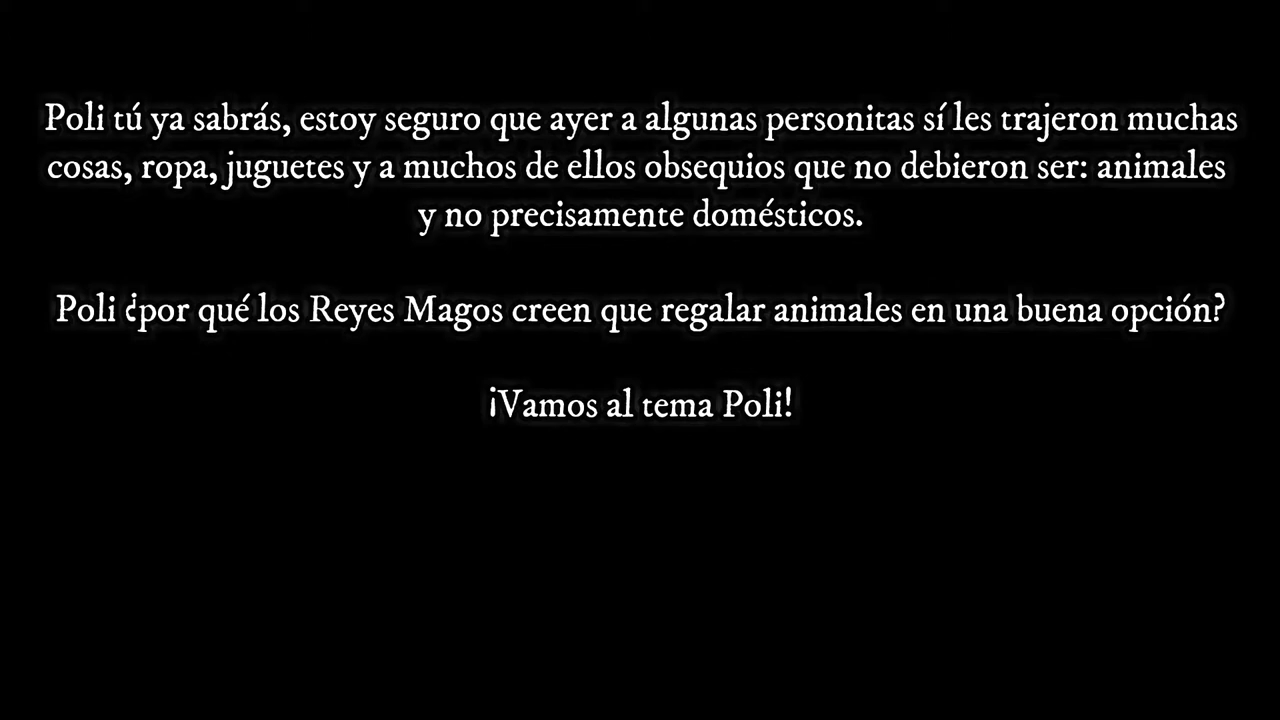 Poli tú ya sabrás, estoy seguro que ayer a algunas personitas sí les trajeron muchas
cosas, ropa, juguetes y a muchos de ellos obsequios que no debieron ser: animales
y no precisamente domésticos.
Poli ¿por qué los Reyes Magos creen que regalar animales en una buena opción?
¡Vamos al tema Poli!